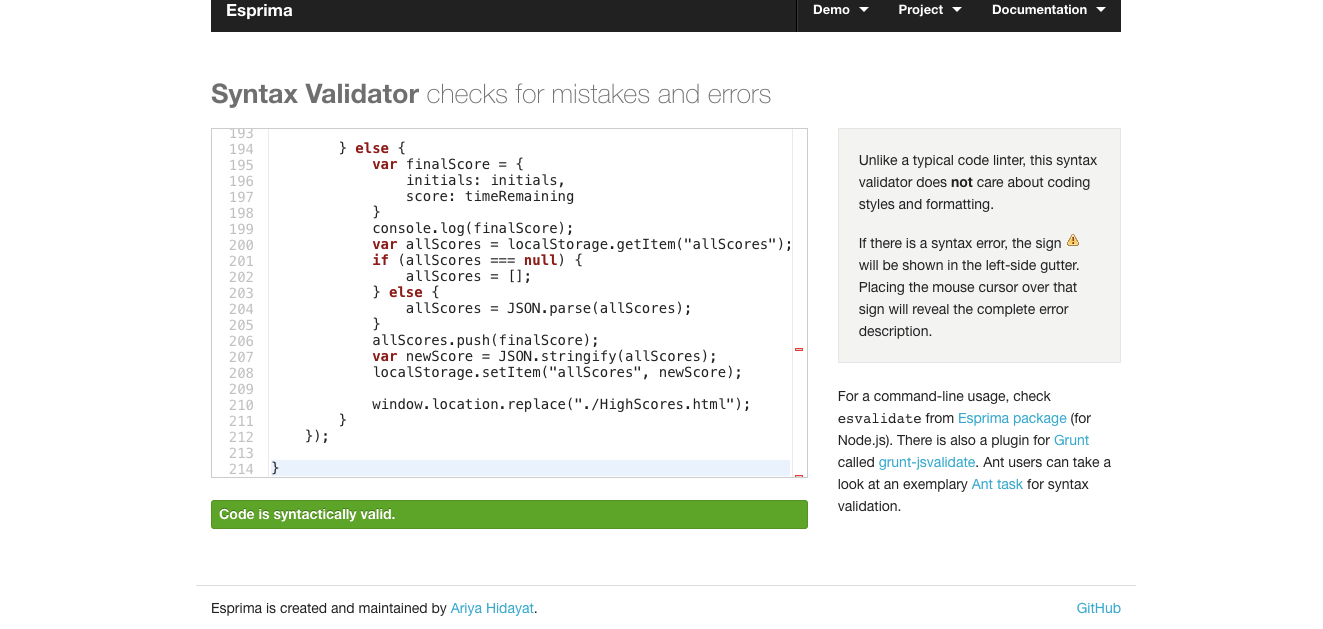 Esprima
Demo Project Documentation
Syntax Validator checks for mistakes and errors
193
194 } else {
195 var finalScore = {
196 initials: initials,
197 score: timeRemaining
198 }
199 console.log(finalScore);
200 var allScores = localStorage.getItem("allScores");
201 if (allScores === null) {
202 allScores = [];
203 } else {
204 allScores = JSON.parse(allScores);
205 }
206 allScores.push(finalScore);
207 var newScore = JSON.stringify(allScores);
208 localStorage.setItem("allScores", newScore);
209
210 window.location.replace("./HighScores.html");
211 }
212 });
213
214 }
Code is syntactically valid.
Unlike a typical code linter, this syntax
validator does not care about coding
styles and formatting.
If there is a syntax error, the sign
will be shown in the left-side gutter.
Placing the mouse cursor over that
sign will reveal the complete error
description.
For a command-line usage, check
esvalidate from Esprima package (for
Node.js). There is also a plugin for Grunt
called grunt-jsvalidate. Ant users can take a
look at an exemplary Ant task for syntax
validation.
Esprima is created and maintained by Ariya Hidayat.
GitHub